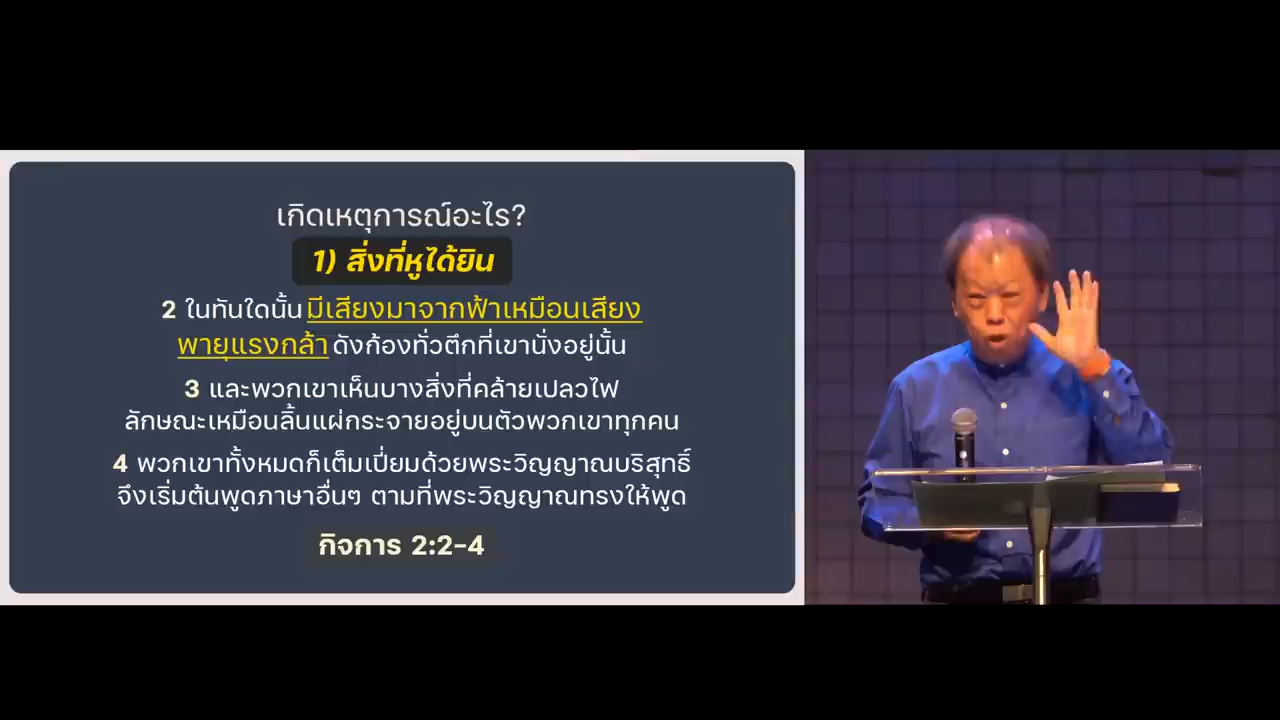 เกิดเหตุการณ์อะไร?
1) สิ่งที่หูได้ยิน
2 ในทันใดนั้น มีเสียงมาจากฟ้าเหมือนเสียง
พายุแรงกล้า ดังก้องทั่วตึกที่เขานั่งอยู่นั้น
3 และพวกเขาเห็นบางสิ่งที่คล้ายเปลวไฟ
ลักษณะเหมือนลิ้นแผ่กระจายอยู่บนตัวพวกเขาทุกคน
4 พวกเขาทั้งหมดก็เต็มเปี่ยมด้วยพระวิญญาณบริสุทธิ์
จึงเริ่มต้นพูดภาษาอื่นๆ ตามที่พระวิญญาณทรงให้พูด
กิจการ 2:2-4